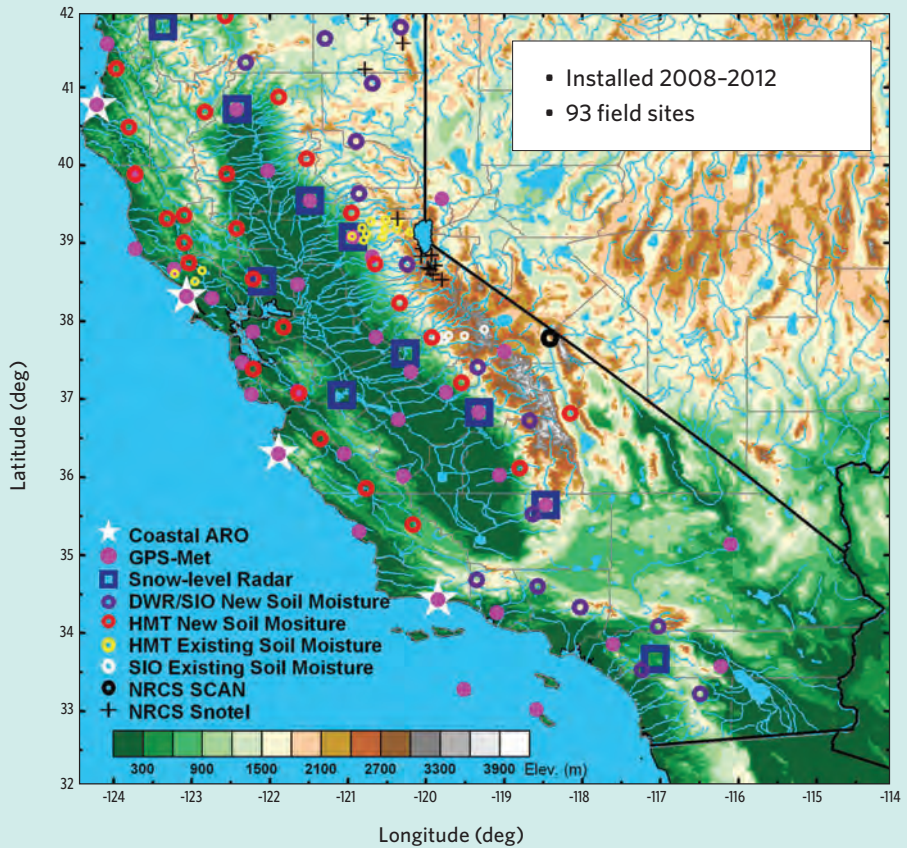 42
41
40
39
38
37
36
35
34
33
32
Latitude (deg)
• Installed 2008–2012
• 93 field sites
Coastal ARO
GPS-Met
Snow-level Radar
DWR/SIO New Soil Moisture
HMT New Soil Mositure
HMT Existing Soil Moisture
SIO Existing Soil Moisture
NRCS SCAN
NRCS Snotel
300 900 1500 2100 2700 3300 3900 Elev. (m)
-124 -123 -122 -121 -120 -119 -118 -117 -116 -115 -114
Longitude (deg)